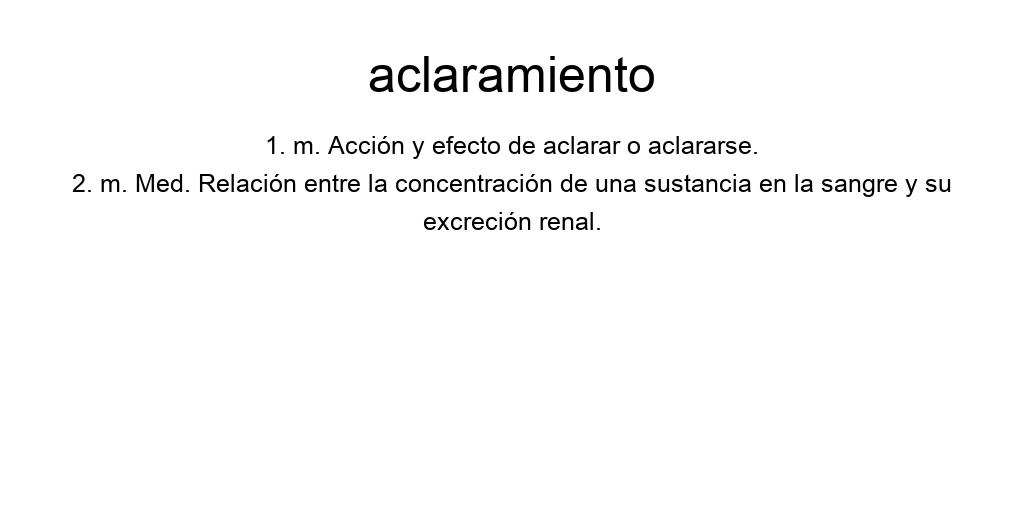 aclaramiento
1. m. Acción y efecto de aclarar o aclararse.
2. m. Med. Relación entre la concentración de una sustancia en la sangre y su
excreción renal.